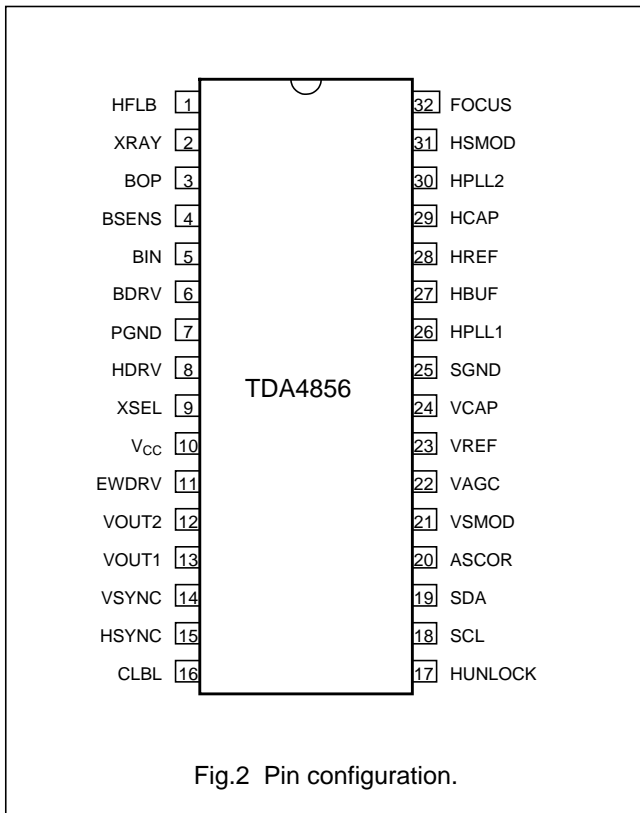 HFLB 1 32 FOCUS
XRAY 2 31 HSMOD
BOP 3 30 HPLL2
BSENS 4 29 HCAP
BIN 5 28 HREF
BDRV 6 27 HBUF
PGND 7 26 HPLL1
HDRV 8 25 SGND
TDA4856
XSEL 9 24 VCAP
VCC 10 23 VREF
EWDRV 11 22 VAGC
VOUT2 12 21 VSMOD
VOUT1 13 20 ASCOR
VSYNC 14 19 SDA
HSYNC 15 18 SCL
CLBL 16 17 HUNLOCK
Fig.2 Pin configuration.